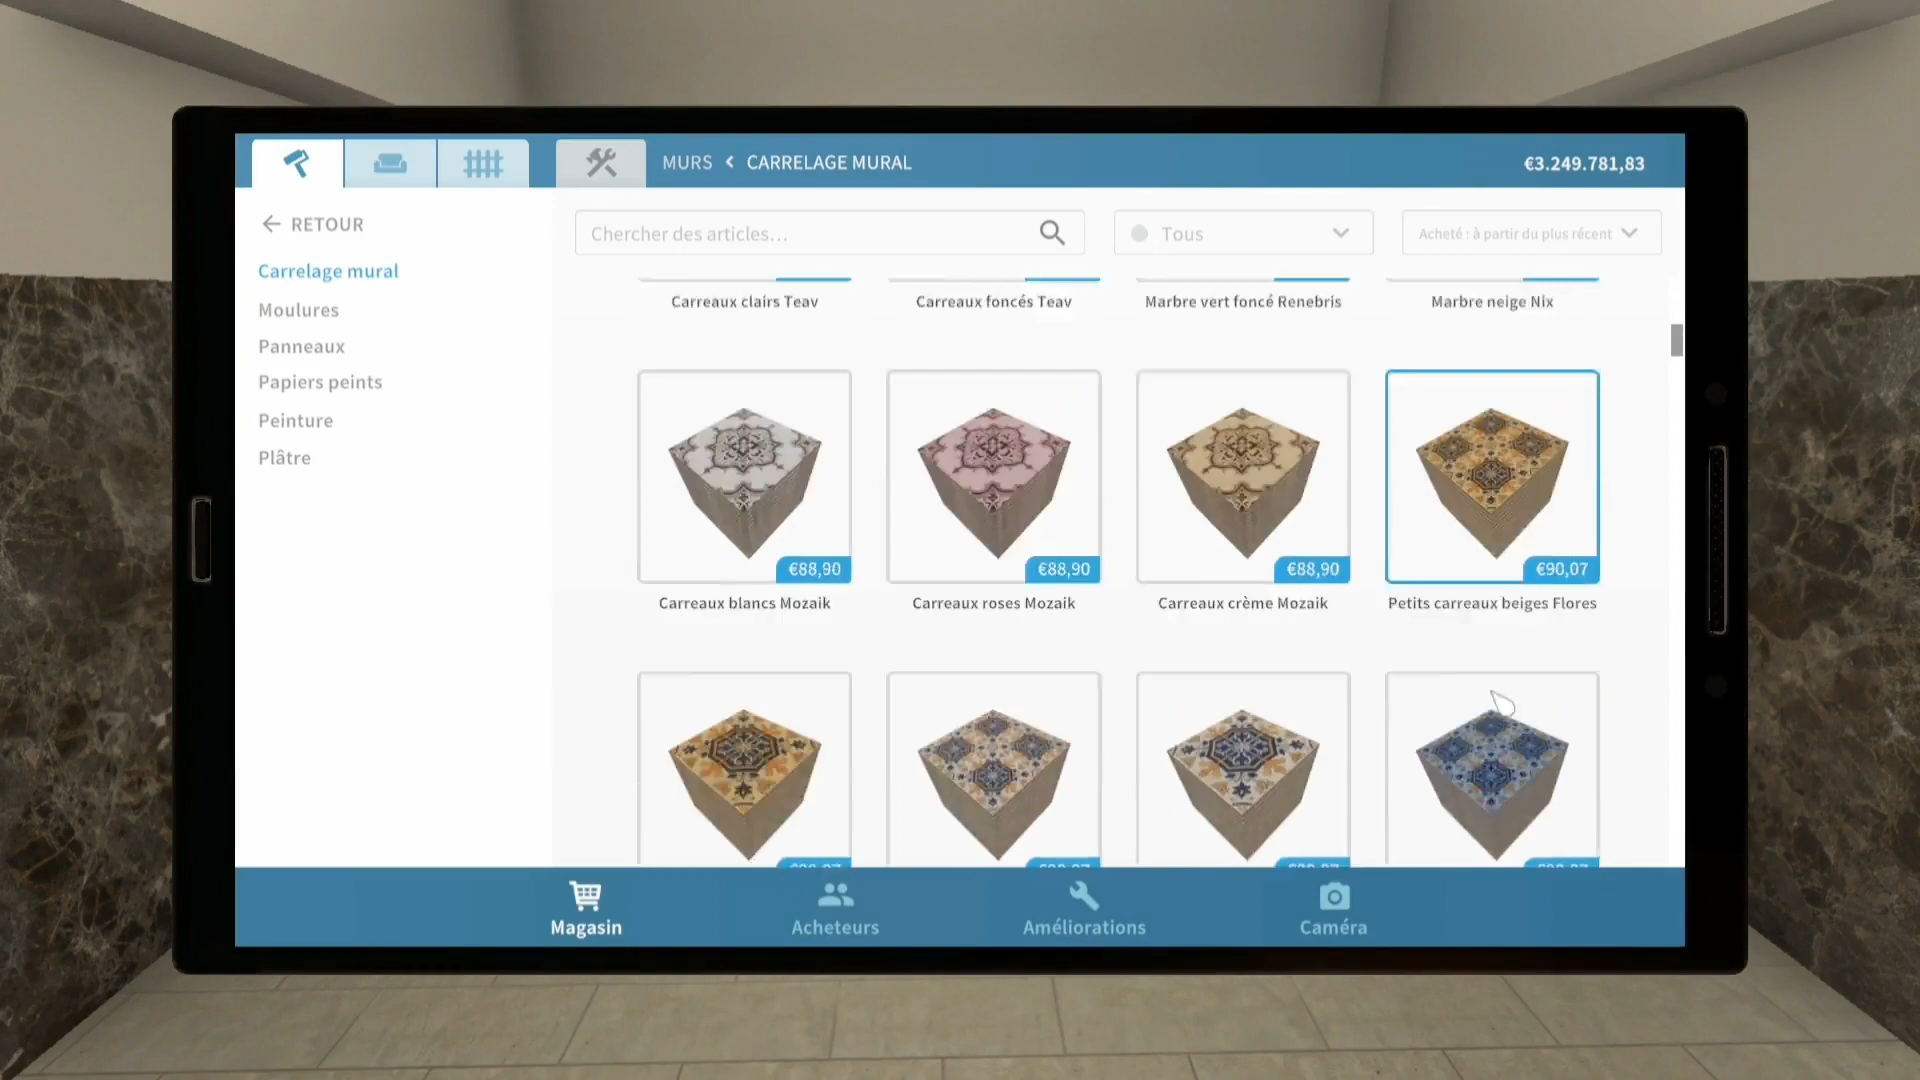 MURS < CARRELAGE MURAL
€3.249.781,83
RETOUR
Chercher des articles...
Tous
Acheté : à partir du plus récent
Carrelage mural
Moulures
Panneaux
Papiers peints
Peinture
Plâtre
Carreaux clairs Teav
Carreaux foncés Teav
Marbre vert foncé Renebris
Marbre neige Nix
€88,90
€88,90
€88,90
€90,07
Carreaux blancs Mozaik
Carreaux roses Mozaik
Carreaux crème Mozaik
Petits carreaux beiges Flores
Magasin
Acheteurs
Améliorations
Caméra